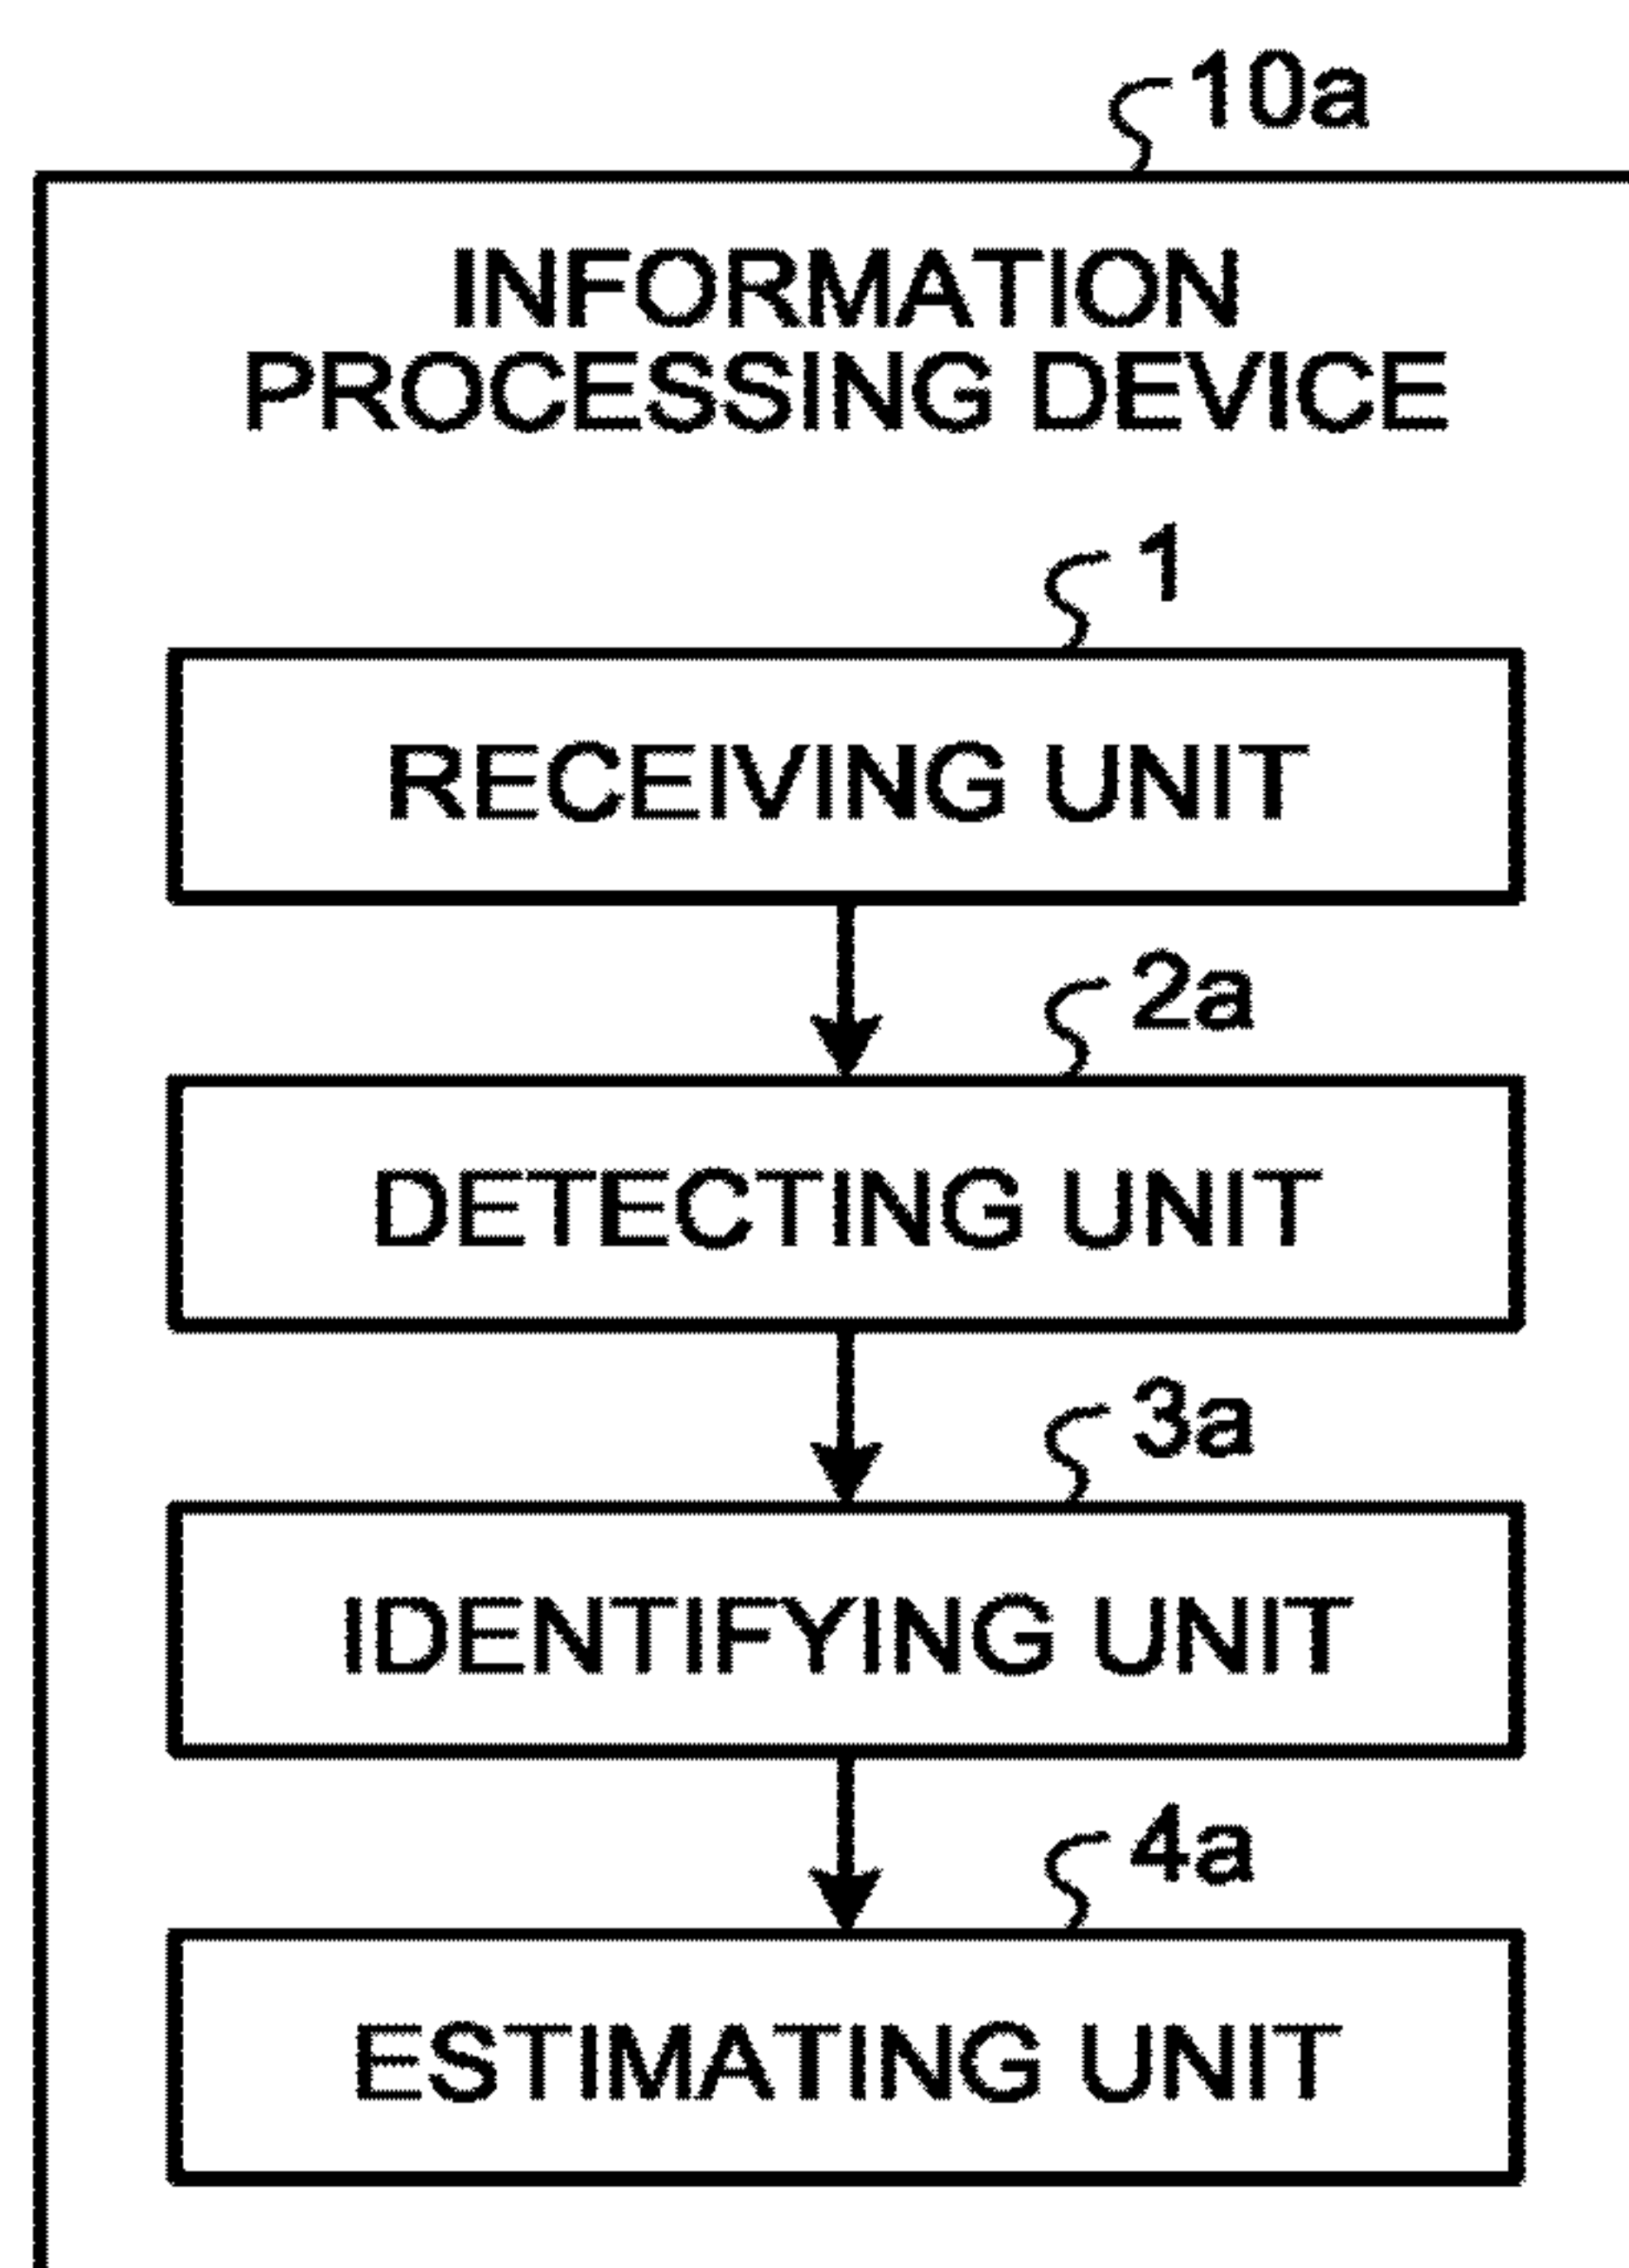 10a
INFORMATION
PROCESSING DEVICE
1
RECEIVING UNIT
2a
DETECTING UNIT
3a
IDENTIFYING UNIT
4a
ESTIMATING UNIT